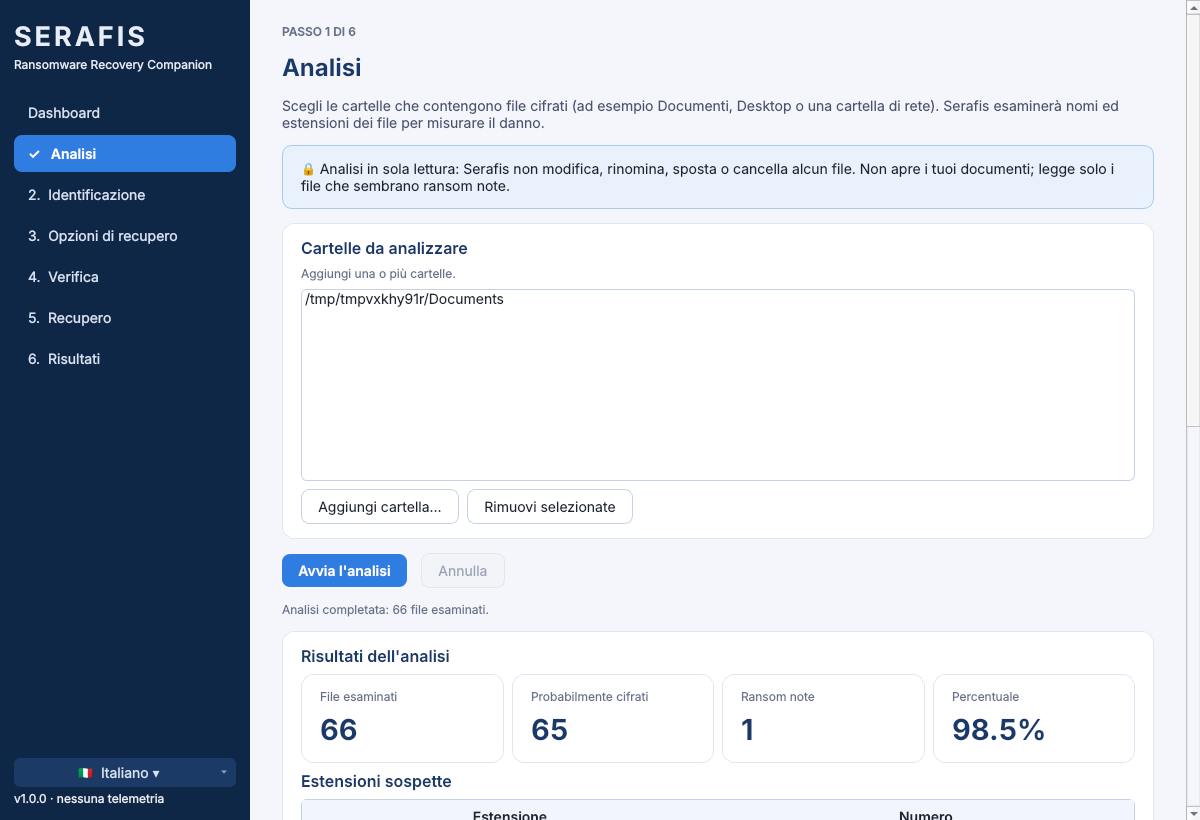 SERAFIS
Ransomware Recovery Companion
Dashboard
✓ Analisi
2. Identificazione
3. Opzioni di recupero
4. Verifica
5. Recupero
6. Risultati
Italiano ▾
v1.0.0 · nessuna telemetria
PASSO 1 DI 6
Analisi
Scegli le cartelle che contengono file cifrati (ad esempio Documenti, Desktop o una cartella di rete). Serafis esaminerà nomi ed
estensioni dei file per misurare il danno.
🔒 Analisi in sola lettura: Serafis non modifica, rinomina, sposta o cancella alcun file. Non apre i tuoi documenti; legge solo i
file che sembrano ransom note.
Cartelle da analizzare
Aggiungi una o più cartelle.
/tmp/tmpvxkhy91r/Documents
Aggiungi cartella...
Rimuovi selezionate
Avvia l'analisi
Annulla
Analisi completata: 66 file esaminati.
Risultati dell'analisi
File esaminati
66
Probabilmente cifrati
65
Ransom note
1
Percentuale
98.5%
Estensioni sospette
Estensione
Numero